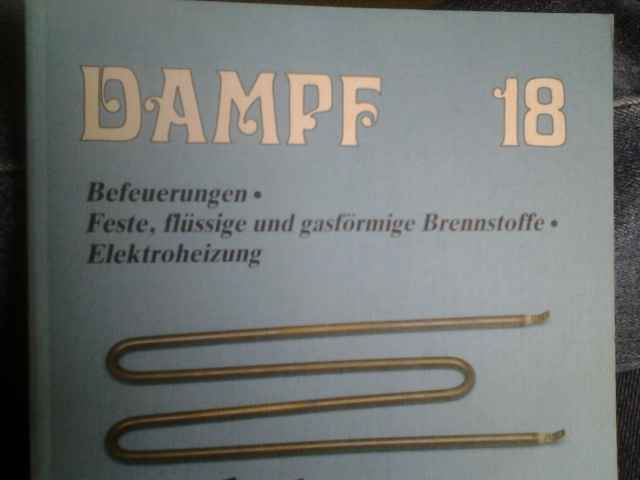 DAMPF 18
Befeuerungen •
Feste, flüssige und gasförmige Brennstoffe •
Elektroheizung